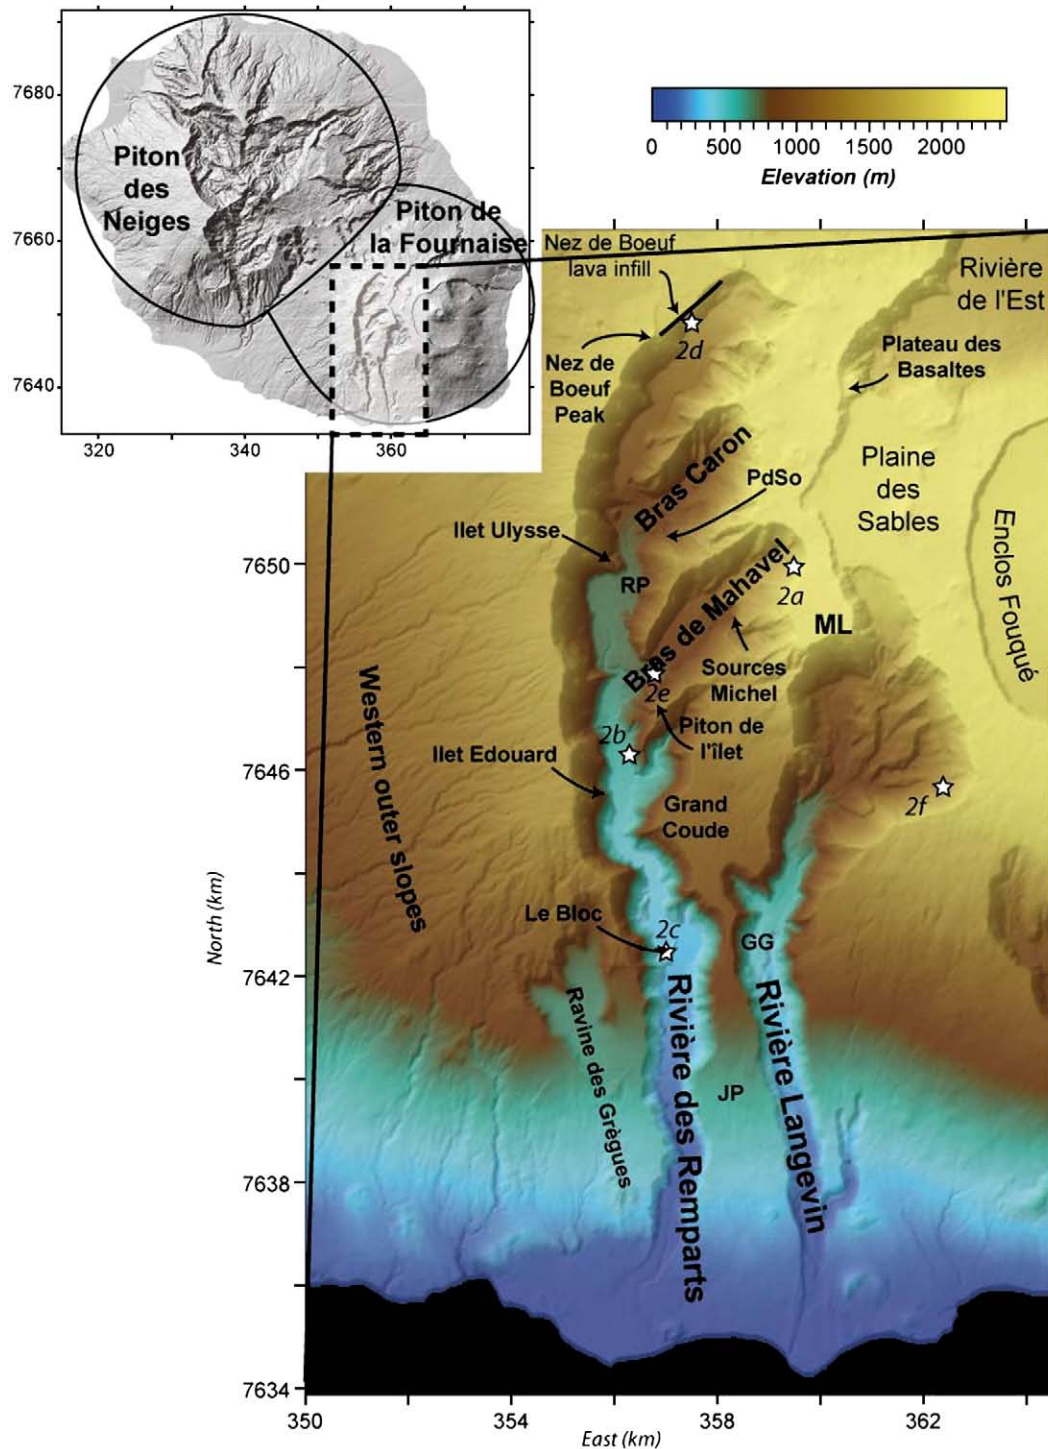 7680
7660
7640
320
340
360
Piton
des
Neiges
Piton de
la Fournaise
0
500
1000
1500
2000
Elevation (m)
Nez de Boeuf
lava infill
Rivière
de l'Est
2d
Nez de
Boeuf
Peak
Plateau des
Basaltes
Bras Caron
PdSo
Plaine
des
Sables
Ilet Ulysse
RP
Bras de Mahavel
2a
ML
Enclos Fouqué
Sources
Michel
2e
Piton de
l'îlet
2b
Ilet Edouard
Grand
Coude
2f
Western outer slopes
Le Bloc
2c
GG
Ravine des Grègues
Rivière des Remparts
JP
Rivière Langevin
North (km)
7650
7646
7642
7638
7634
350
354
358
362
East (km)